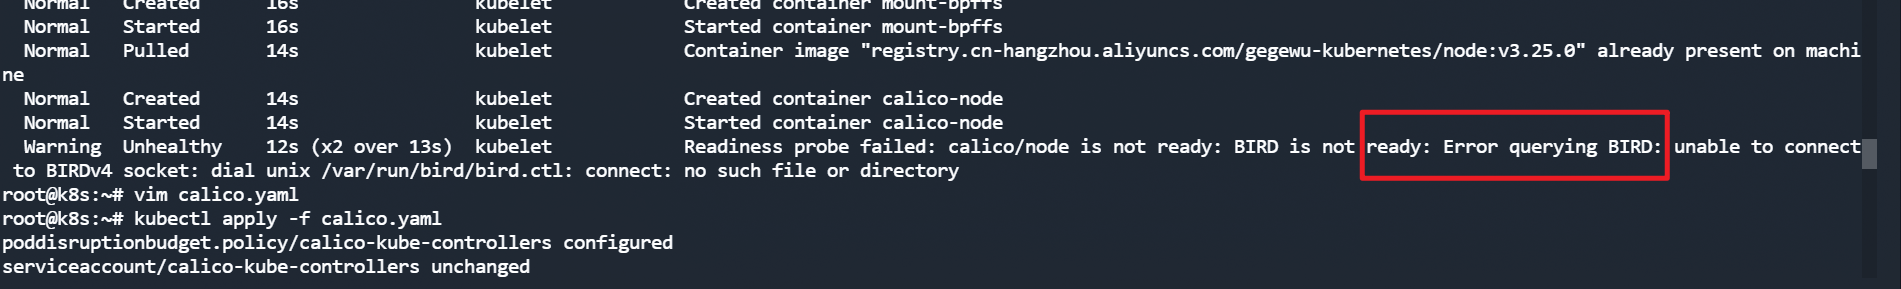 Normal Created 16s kubelet Created container mount-bpffs
Normal Started 16s kubelet Started container mount-bpffs
Normal Pulled 14s kubelet Container image "registry.cn-hangzhou.aliyuncs.com/gegewu-kubernetes/node:v3.25.0" already present on machi
ne
Normal Created 14s kubelet Created container calico-node
Normal Started 14s kubelet Started container calico-node
Warning Unhealthy 12s (x2 over 13s) kubelet Readiness probe failed: calico/node is not ready: BIRD is not ready: Error querying BIRD: unable to connect
to BIRDv4 socket: dial unix /var/run/bird/bird.ctl: connect: no such file or directory
root@k8s:~# vim calico.yaml
root@k8s:~# kubectl apply -f calico.yaml
poddisruptionbudget.policy/calico-kube-controllers configured
serviceaccount/calico-kube-controllers unchanged